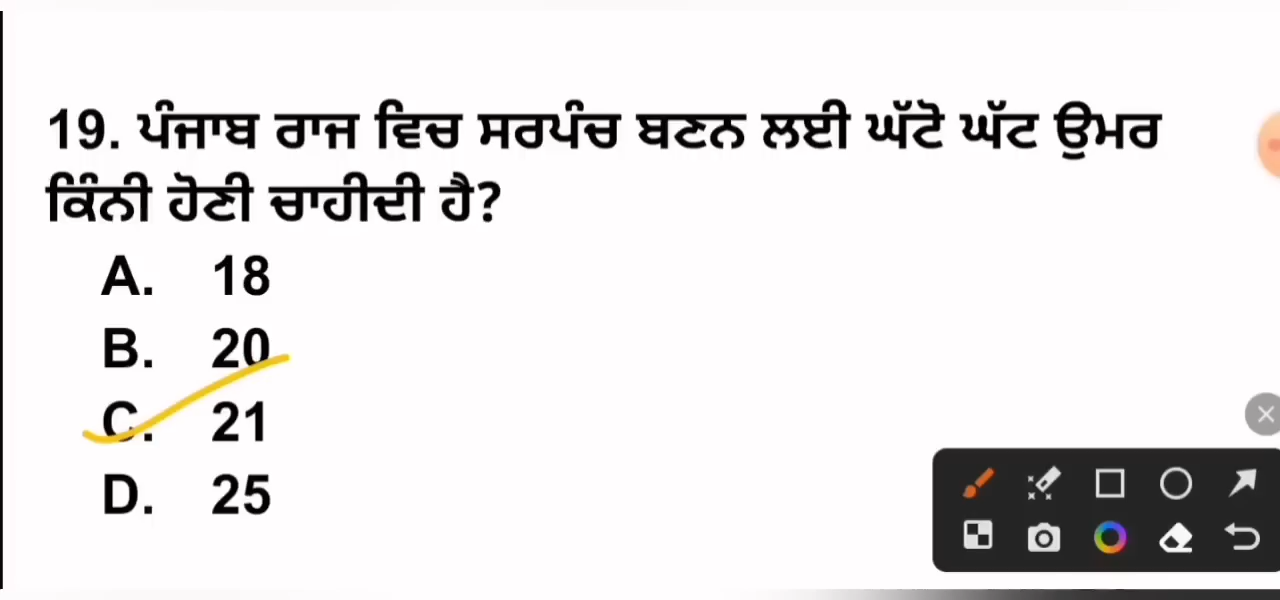 19. ਪੰਜਾਬ ਰਾਜ ਵਿਚ ਸਰਪੰਚ ਬਣਨ ਲਈ ਘੱਟੋ ਘੱਟ ਉਮਰ
ਕਿੰਨੀ ਹੋਣੀ ਚਾਹੀਦੀ ਹੈ?
A. 18
B. 20
C. 21
D. 25